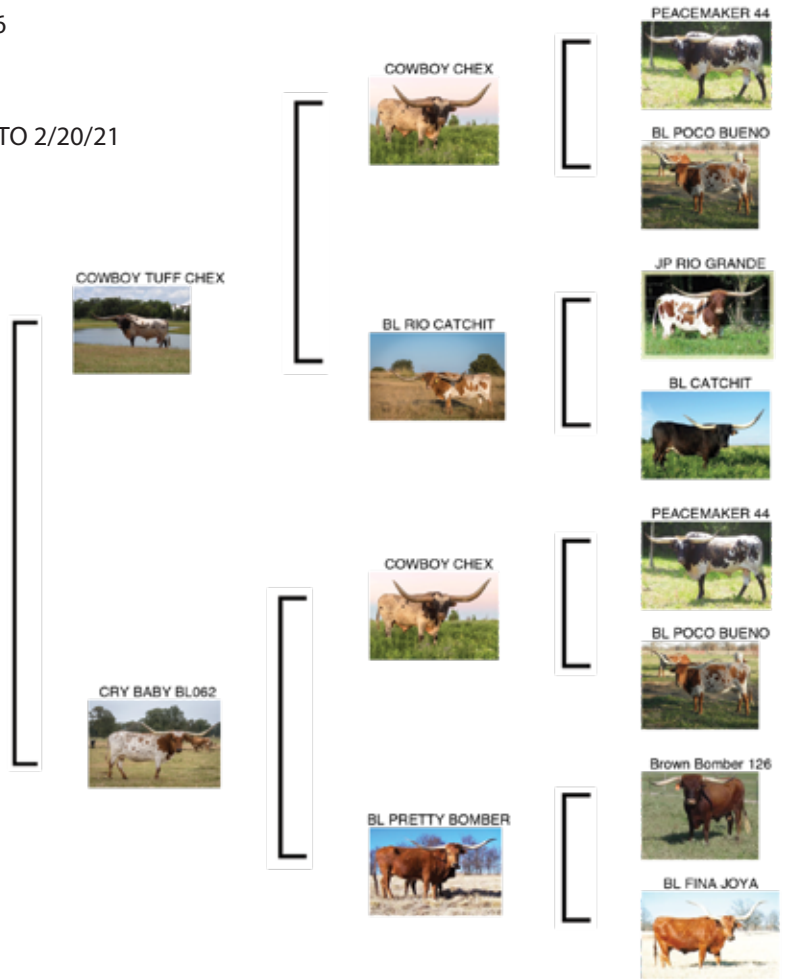 6
TO 2/20/21
COWBOY TUFF CHEX
CRY BABY BL062
COWBOY CHEX
BL RIO CATCHIT
COWBOY CHEX
BL PRETTY BOMBER
PEACEMAKER 44
BL POCO BUENO
JP RIO GRANDE
BL CATCHIT
PEACEMAKER 44
BL POCO BUENO
Brown Bomber 126
BL FINA JOYA